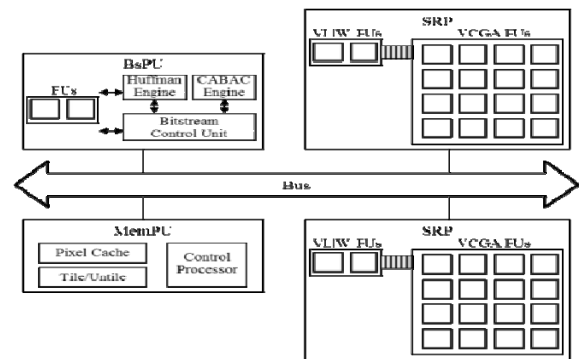 BsPU
FUs
Huffman
Engine
CABAC
Engine
Bitstream
Control Unit
SRP
VLIW FUs
VCGA FUs
Bus
MemPU
Pixel Cache
Tile/Untile
Control
Processor
SRP
VLIW FUs
VCGA FUs